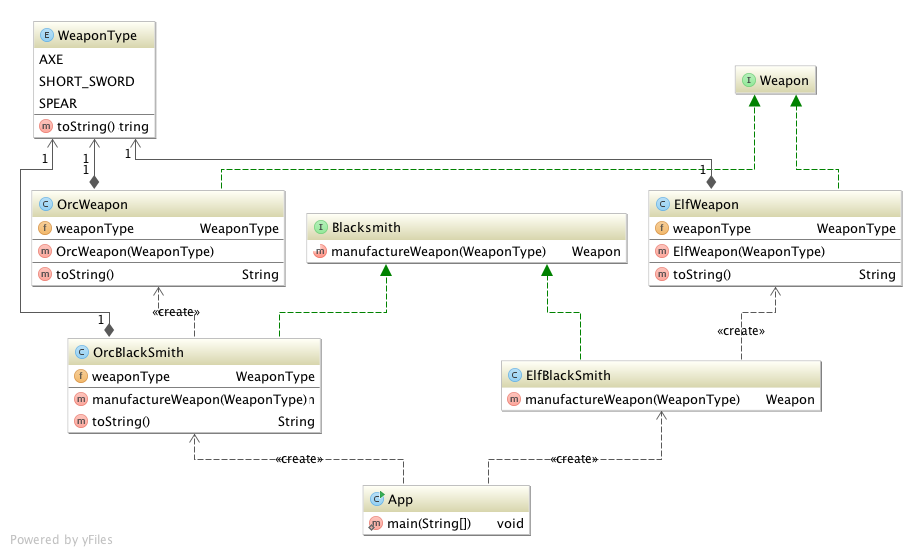 WeaponType
AXE
SHORT_SWORD
SPEAR
toString() tring
Weapon
1
1
1
1
1
OrcWeapon
weaponType WeaponType
OrcWeapon(WeaponType)
toString() String
Blacksmith
manufactureWeapon(WeaponType) Weapon
ElfWeapon
weaponType WeaponType
ElfWeapon(WeaponType)
toString() String
«create»
1
«create»
OrcBlackSmith
weaponType WeaponType
manufactureWeapon(WeaponType)
toString() String
ElfBlackSmith
manufactureWeapon(WeaponType) Weapon
«create»
«create»
App
main(String[]) void
Powered by yFiles